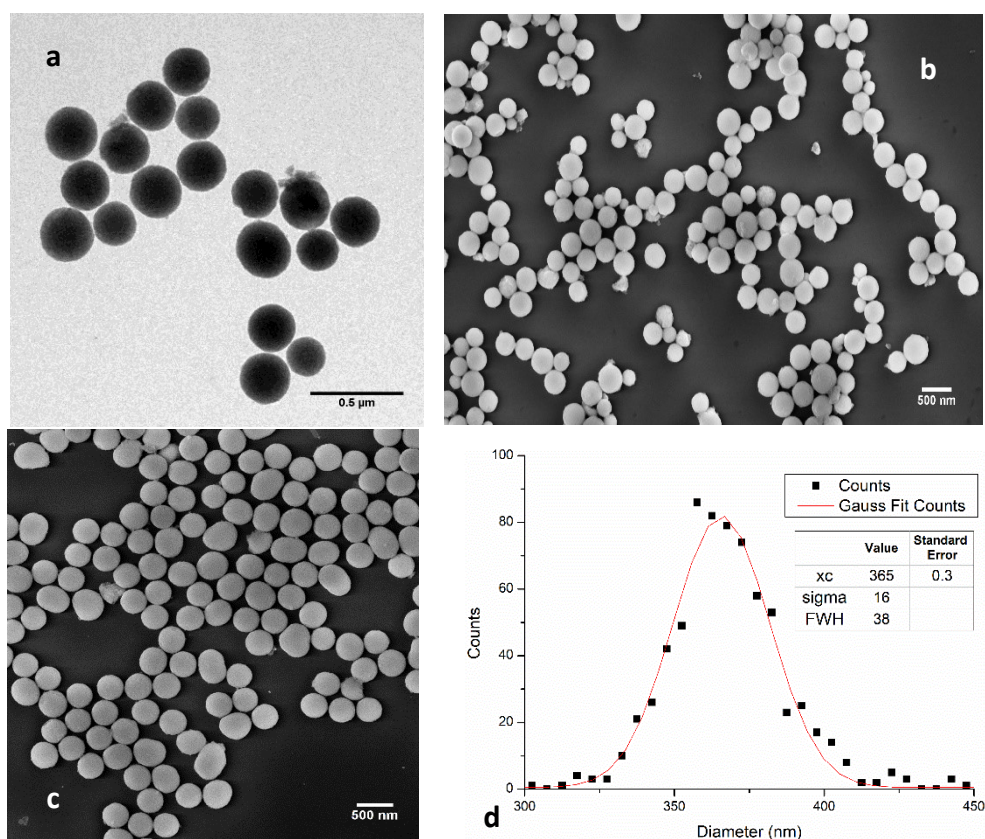 a
0.5 µm
b
500 nm
c
500 nm
d
100
80
60
40
20
0
Counts
300
350
400
450
Diameter (nm)
Counts
Gauss Fit Counts
Value Standard Error
xc 365 0.3
sigma 16
FWH 38